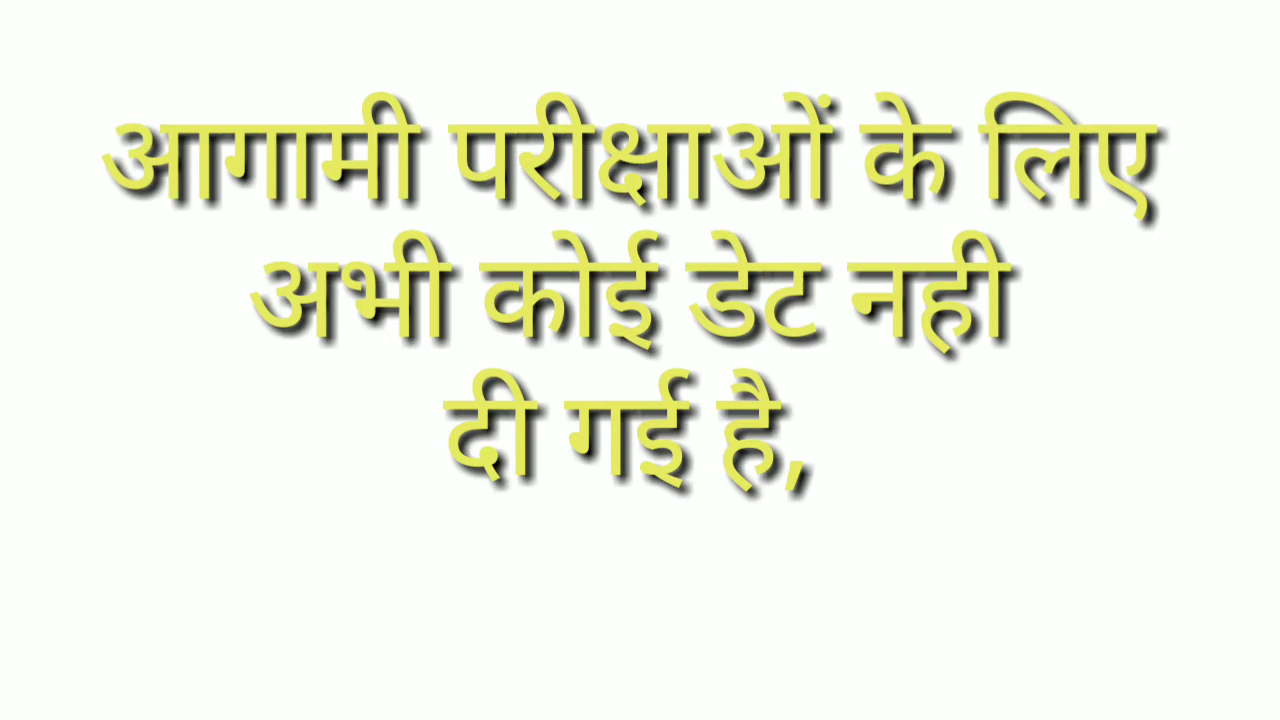 आगामी परीक्षाओं के लिए
अभी कोई डेट नही
दी गई है,